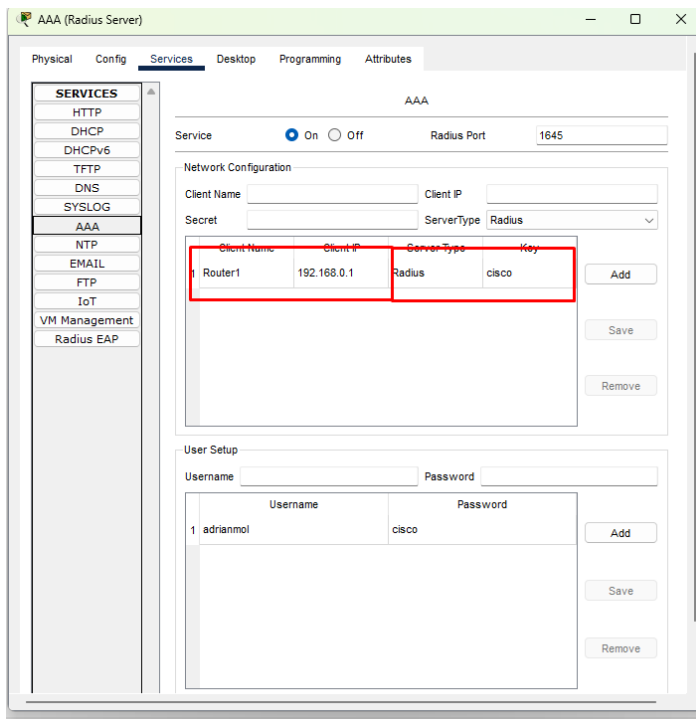 AAA (Radius Server)
Physical Config Services Desktop Programming Attributes
SERVICES
HTTP
DHCP
DHCPv6
TFTP
DNS
SYSLOG
AAA
NTP
EMAIL
FTP
IoT
VM Management
Radius EAP
AAA
Service On Off Radius Port 1645
Network Configuration
Client Name Client IP
Secret ServerType Radius
Client Name Client IP Server Type Key
1 Router1 192.168.0.1 Radius cisco
Add
Save
Remove
User Setup
Username Password
Username Password
1 adrianmol cisco
Add
Save
Remove